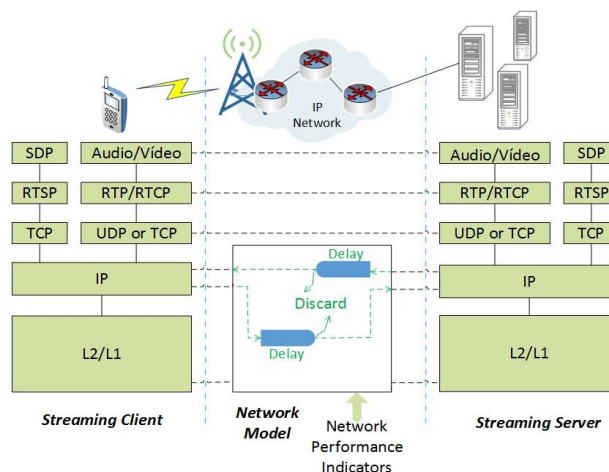 IP
Network
SDP
Audio/Vídeo
Audio/Vídeo
SDP
RTSP
RTP/RTCP
RTP/RTCP
RTSP
TCP
UDP or TCP
UDP or TCP
TCP
Delay
IP
IP
Discard
Delay
L2/L1
L2/L1
Streaming Client
Network
Model
Streaming Server
Network
Performance
Indicators